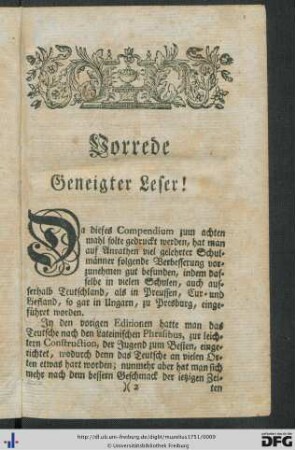 Vorrede
Geneigter Leser!
Da dieses Compendium zum achten
mahl solte gedruckt werden, hat man
auf Anrathen viel gelehrter Schul-
männer folgende Verbesserung vor-
zunehmen gut befunden, indem das-
selbe in vielen Schulen, auch aus-
serhalb Teutschland, als in Preussen, Cur- und
Liefland, so gar in Ungarn, zu Presburg, einge-
führet worden.
In den vorigen Editionen hatte man das
Teutsche nach den Lateinischen Phrasibus, zur leich-
tern Construction, der Jugend zum Besten, einge-
richtet, wodurch denn das Teutsche an vielen Or-
ten etwas hart worden; nunmehr aber hat man sich
mehr nach dem bessern Geschmack der ietzigen Zei-
)( 2 ten
http://dl.ub.uni-freiburg.de/diglit/muzelius1751/0009
© Universitätsbibliothek Freiburg
DFG